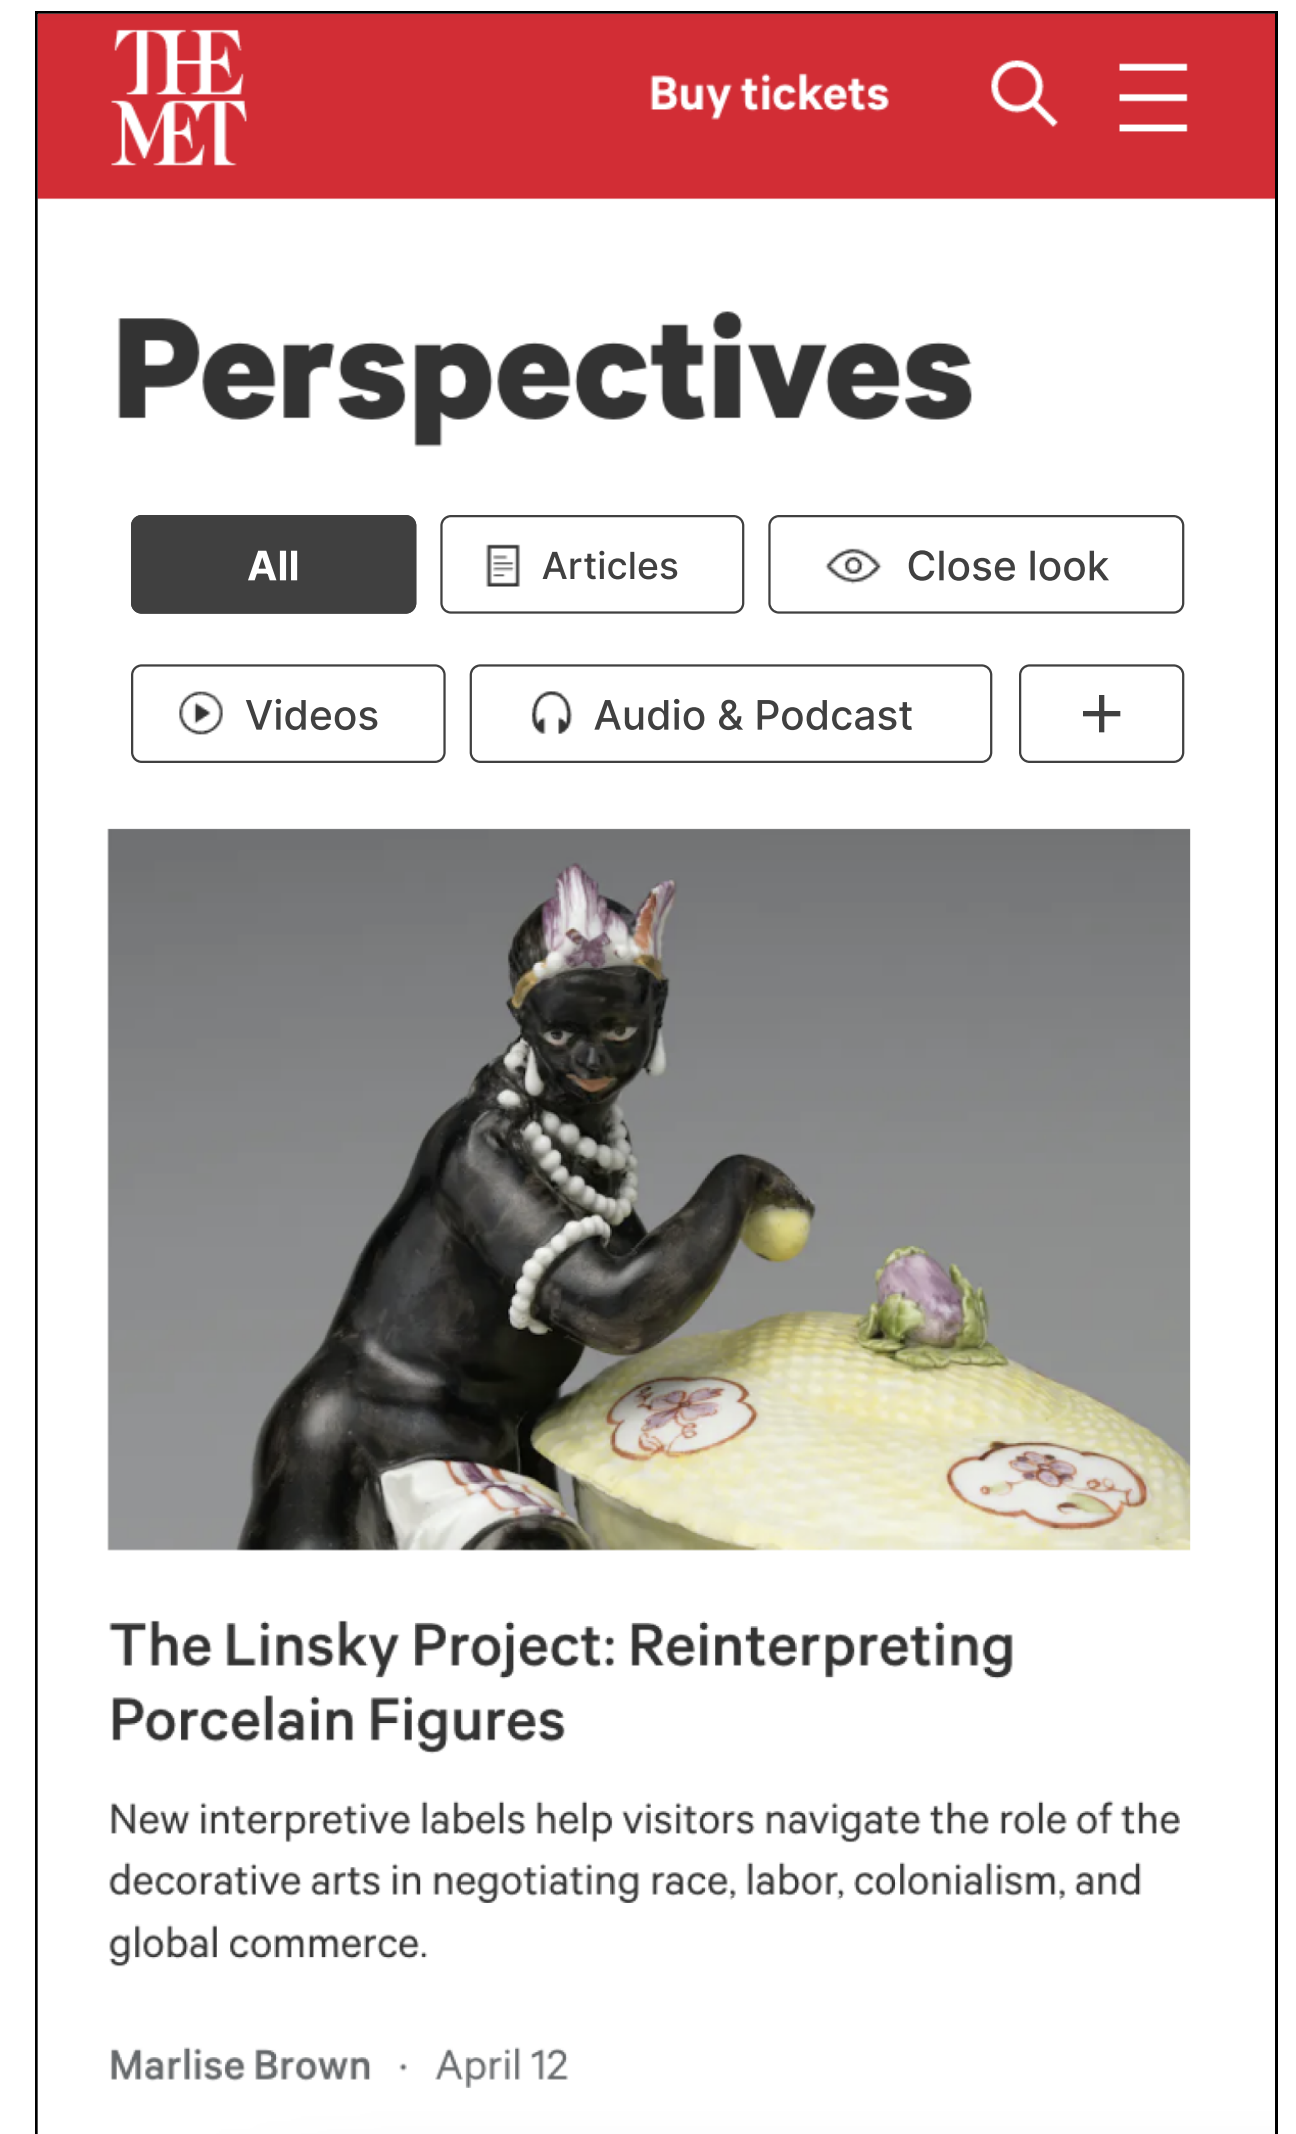 THE
MET
Buy tickets
Perspectives
All
Articles
Close look
Videos
Audio & Podcast
+
The Linsky Project: Reinterpreting
Porcelain Figures
New interpretive labels help visitors navigate the role of the
decorative arts in negotiating race, labor, colonialism, and
global commerce.
Marlise Brown · April 12